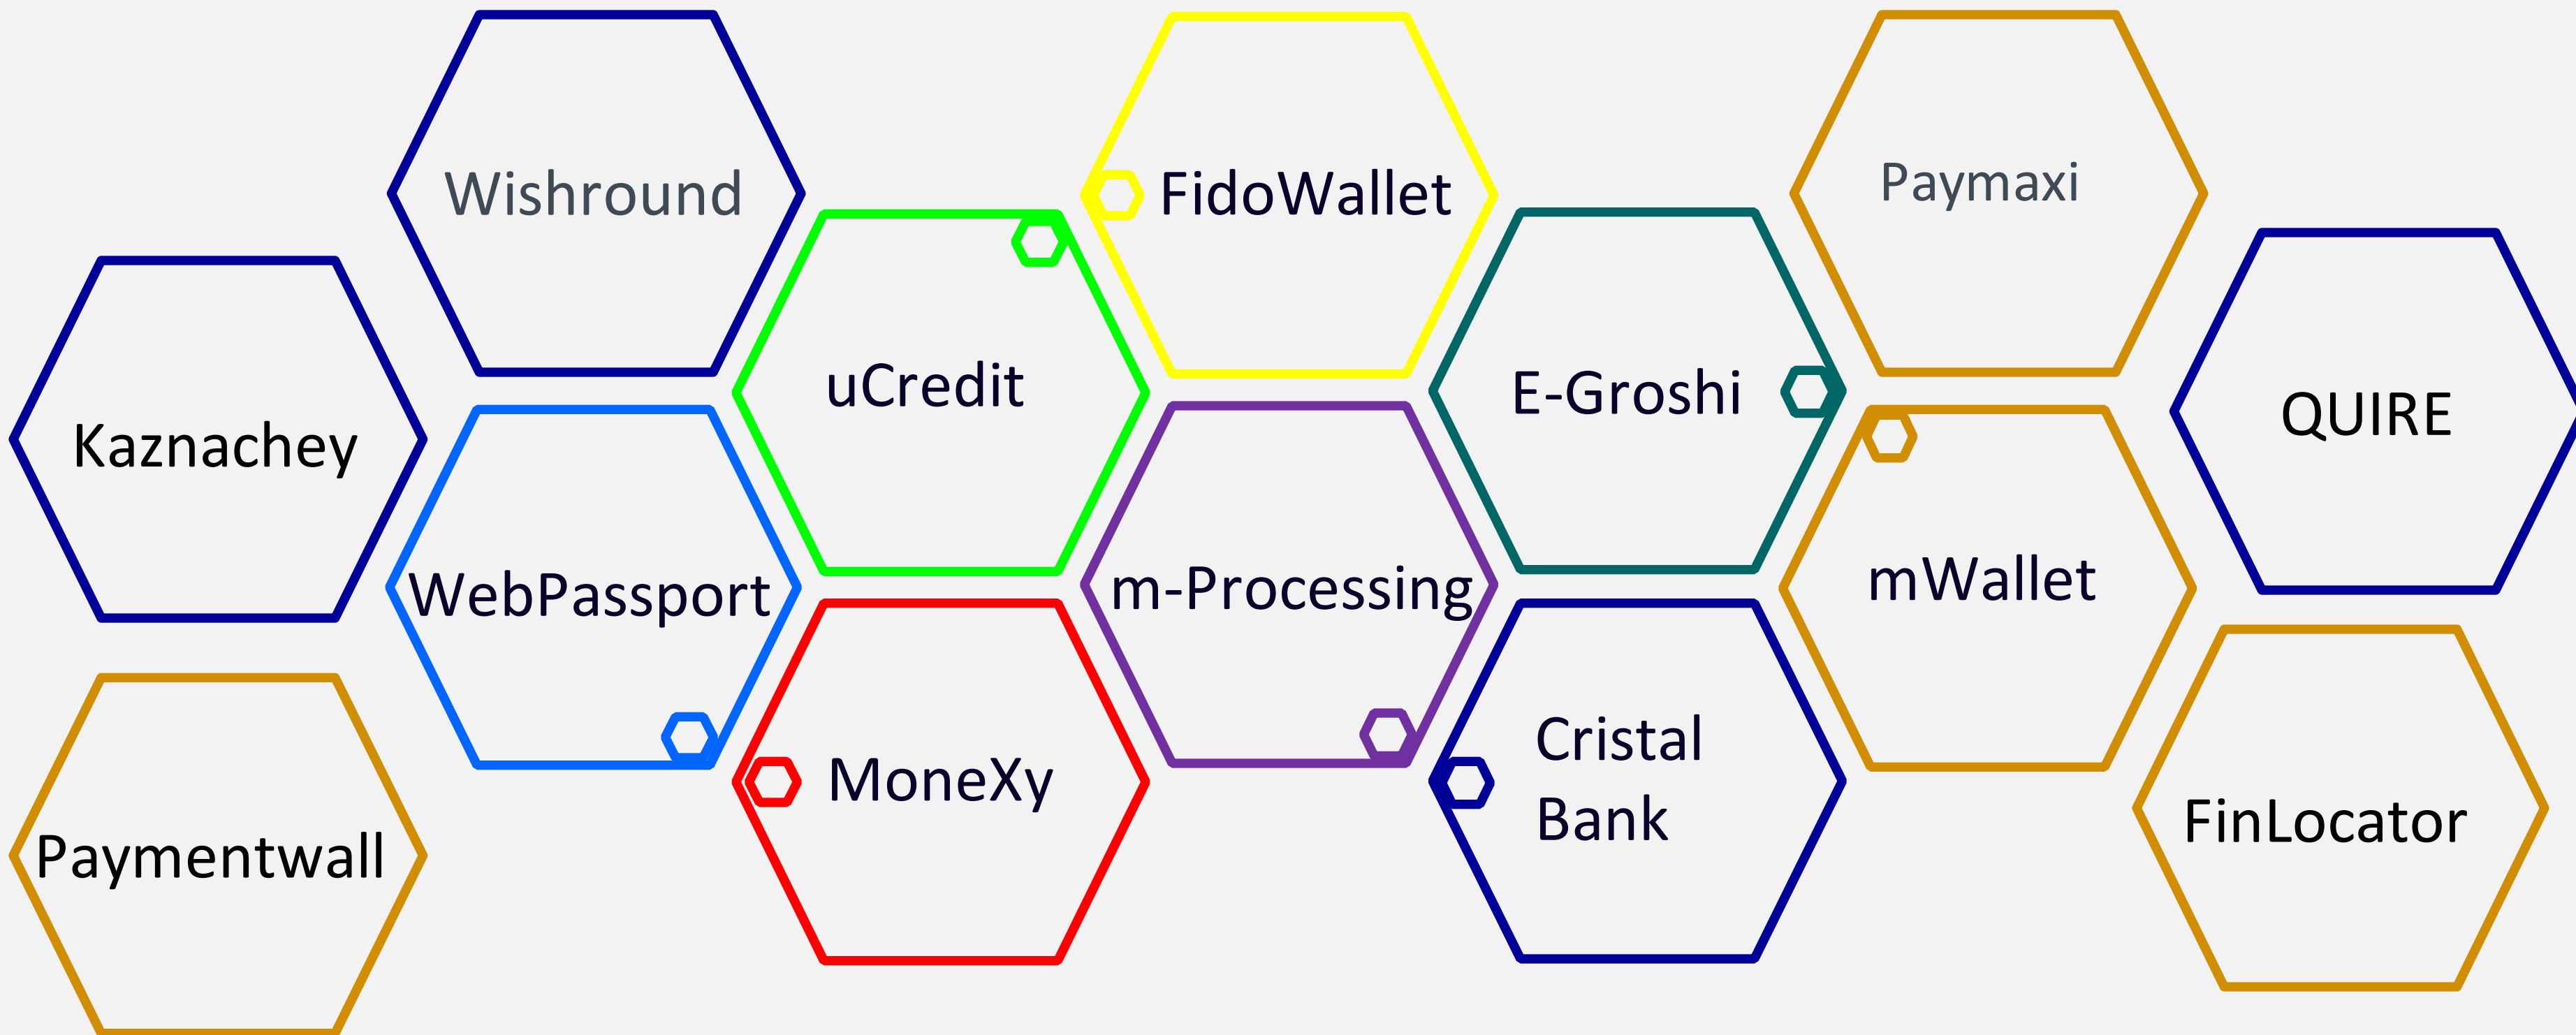 Wishround
FidoWallet
Paymaxi
uCredit
E-Groshi
QUIRE
Kaznachey
WebPassport
m-Processing
mWallet
MoneXy
Cristal
Bank
Paymentwall
FinLocator